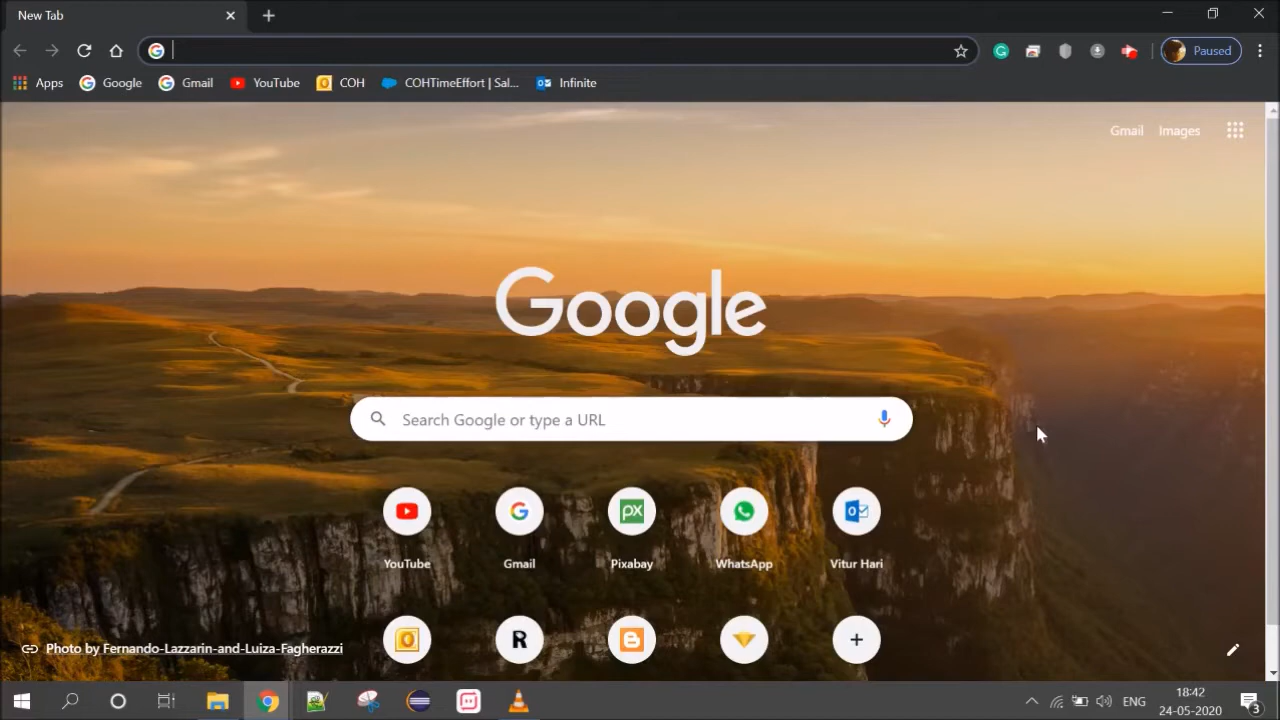 New Tab
Paused
Apps Google Gmail YouTube COH COHTimeEffort | Sal... Infinite
Gmail Images
Google
Search Google or type a URL
YouTube Gmail Pixabay WhatsApp Vitur Hari
Photo by Fernando-Lazzarin-and-Luiza-Fagherazzi
ENG
18:42
24-05-2020
3